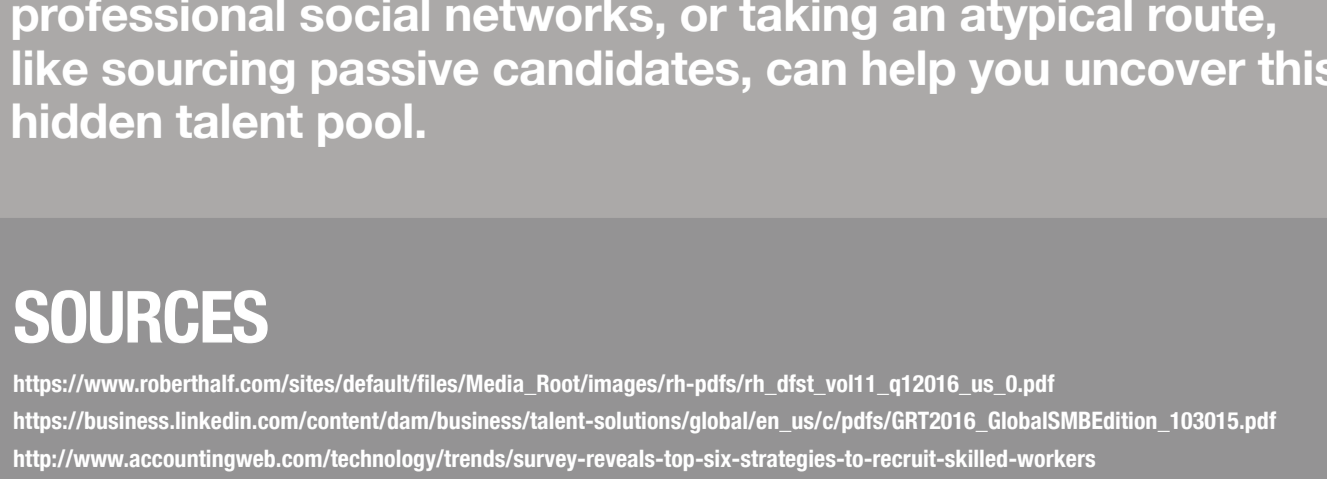 professional social networks, or taking an atypical route,
like sourcing passive candidates, can help you uncover this
hidden talent pool.
SOURCES
https://www.roberthalf.com/sites/default/files/Media_Root/images/rh-pdfs/rh_dfst_vol11_q12016_us_0.pdf
https://business.linkedin.com/content/dam/business/talent-solutions/global/en_us/c/pdfs/GRT2016_GlobalSMBEdition_103015.pdf
http://www.accountingweb.com/technology/trends/survey-reveals-top-six-strategies-to-recruit-skilled-workers